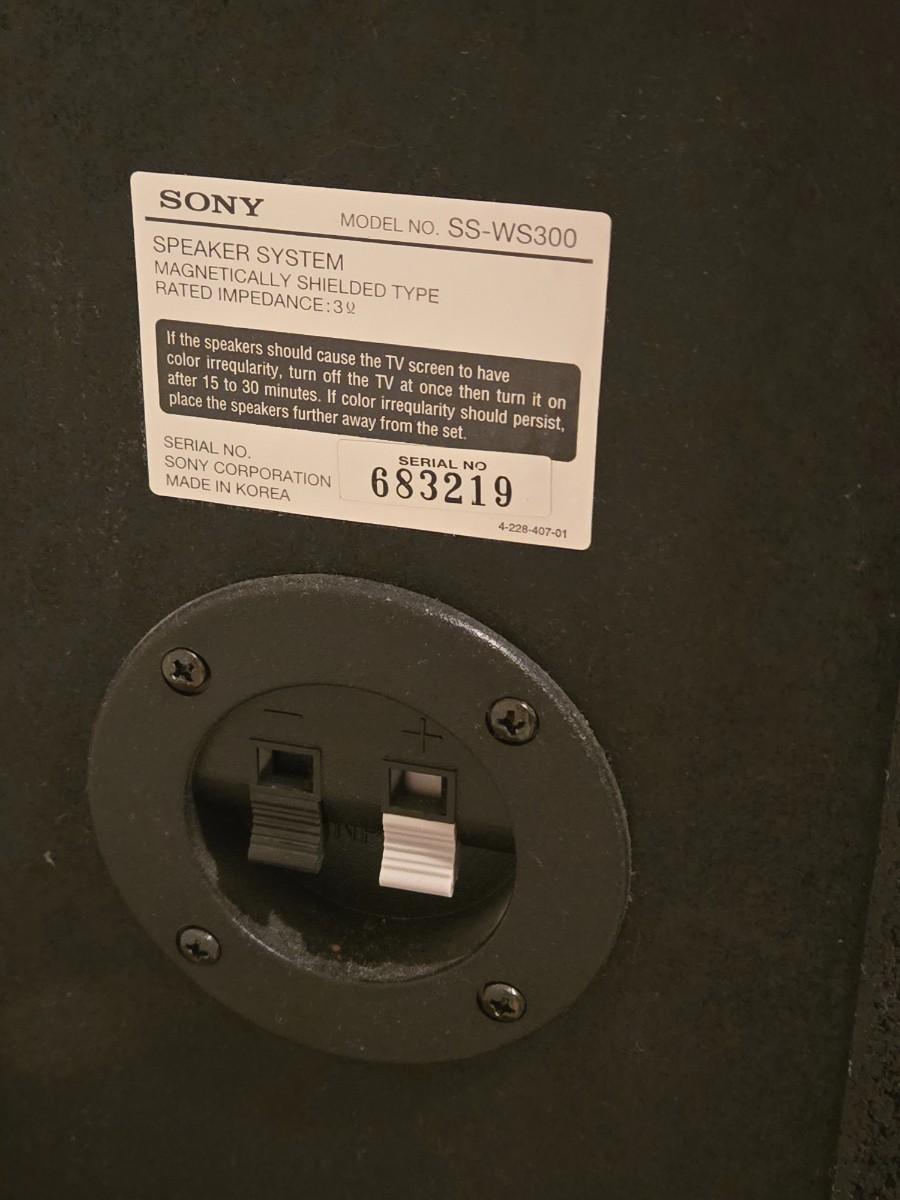 SONY
MODEL NO. SS-WS300
SPEAKER SYSTEM
MAGNETICALLY SHIELDED TYPE
RATED IMPEDANCE:3Ω
If the speakers should cause the TV screen to have
color irregularity, turn off the TV at once then turn it on
after 15 to 30 minutes. If color irregularity should persist,
place the speakers further away from the set.
SERIAL NO.
SONY CORPORATION
MADE IN KOREA
SERIAL NO
683219
4-228-407-01
− +